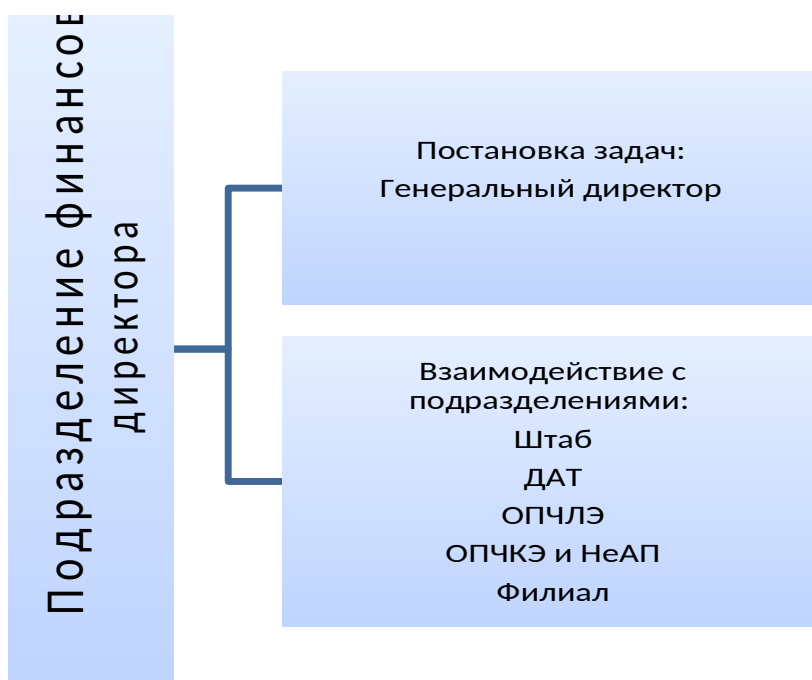 Подразделение финансов
директора
Постановка задач:
Генеральный директор
Взаимодействие с
подразделениями:
Штаб
ДАТ
ОПЧЛЭ
ОПЧКЭ и НеАП
Филиал